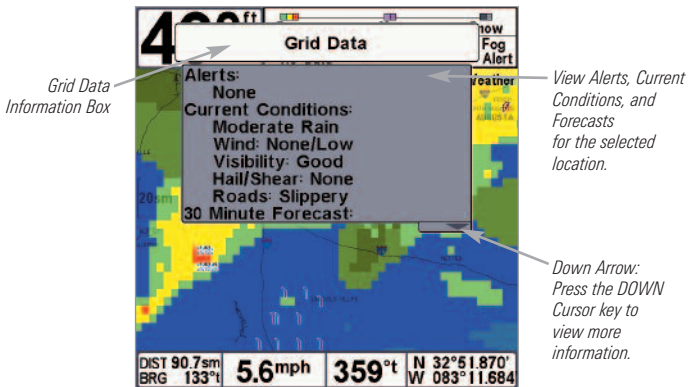 ft
Grid Data
Fog
Alert
Alerts:
None
Current Conditions:
Moderate Rain
Wind: None/Low
Visibility: Good
Hail/Shear: None
Roads: Slippery
30 Minute Forecast:
20sm
DIST 90.7sm
BRG 133°t
5.6mph
359°t
N 32°51.870'
W 083°11.684
Grid Data
Information Box
View Alerts, Current
Conditions, and
Forecasts
for the selected
location.
Down Arrow:
Press the DOWN
Cursor key to
view more
information.